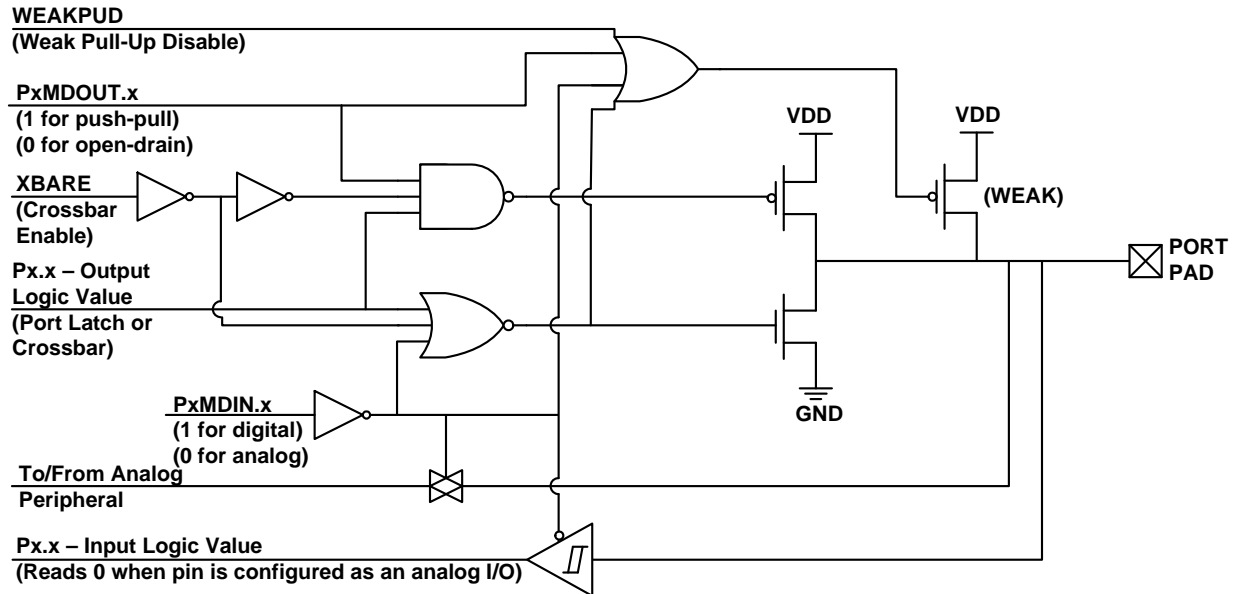 WEAKPUD
(Weak Pull-Up Disable)
PxMDOUT.x
(1 for push-pull)
(0 for open-drain)
XBARE
(Crossbar
Enable)
Px.x – Output
Logic Value
(Port Latch or
Crossbar)
PxMDIN.x
(1 for digital)
(0 for analog)
To/From Analog
Peripheral
Px.x – Input Logic Value
(Reads 0 when pin is configured as an analog I/O)
VDD
VDD
(WEAK)
PORT
PAD
GND